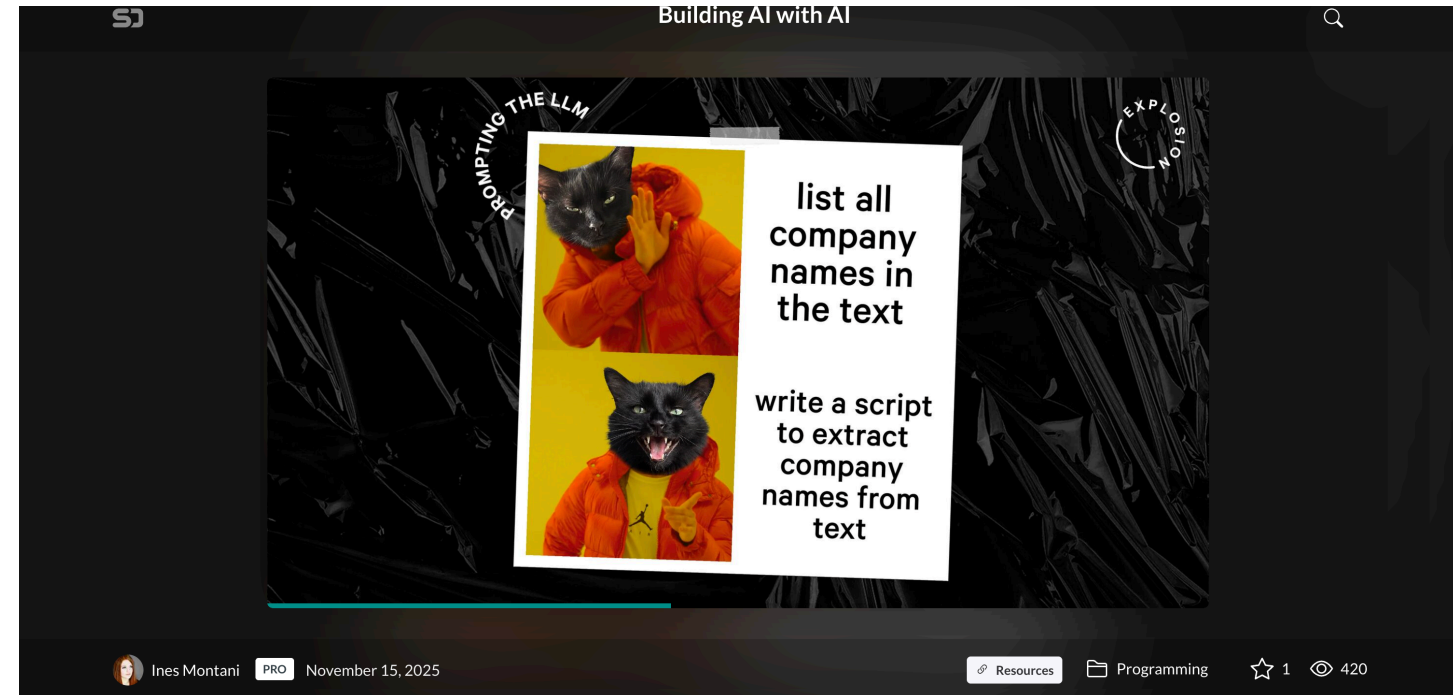 SD
Building AI with AI
PROMPTING THE LLM
EXPLOSION
list all
company
names in
the text
write a script
to extract
company
names from
text
Ines Montani PRO November 15, 2025
Resources Programming 1 420